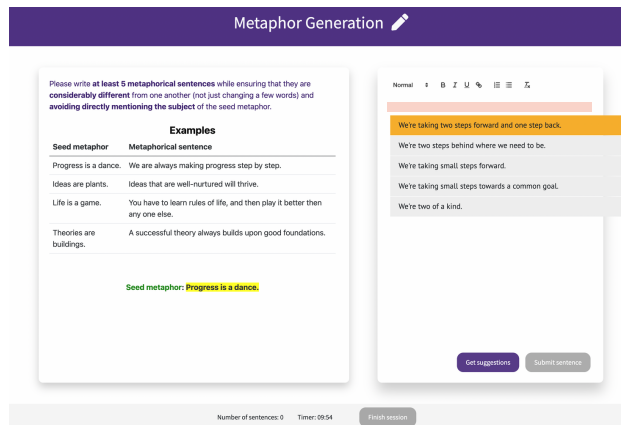 Metaphor Generation
Please write at least 5 metaphorical sentences while ensuring that they are
considerably different from one another (not just changing a few words) and
avoiding directly mentioning the subject of the seed metaphor.
Examples
Seed metaphor Metaphorical sentence
Progress is a dance. We are always making progress step by step.
Ideas are plants. Ideas that are well-nurtured will thrive.
Life is a game. You have to learn rules of life, and then play it better then
any one else.
Theories are A successful theory always builds upon good foundations.
buildings.
Seed metaphor: Progress is a dance.
Normal B I U
We're taking two steps forward and one step back.
We're two steps behind where we need to be.
We're taking small steps forward.
We're taking small steps towards a common goal.
We're two of a kind.
Get suggestions Submit sentence
Number of sentences: 0 Timer: 09:54 Finish session